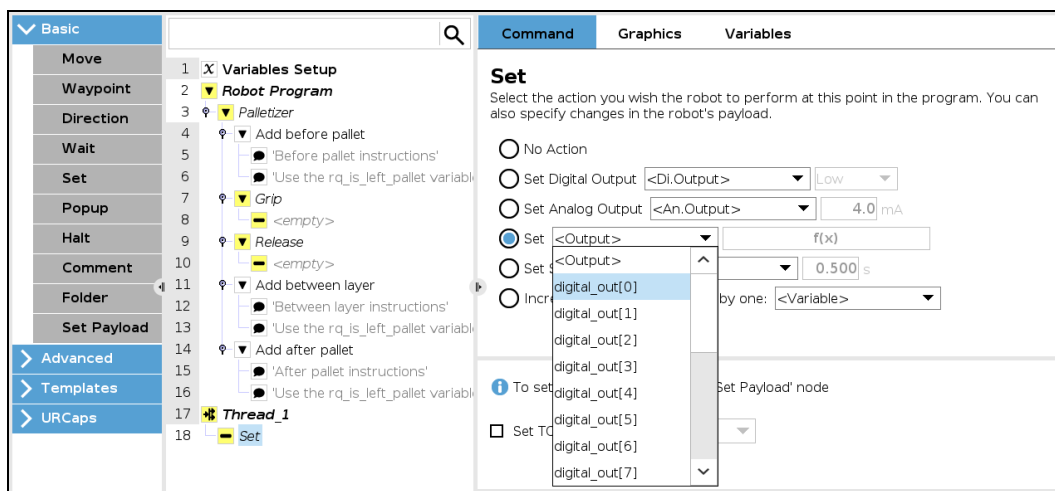 Basic
Move
Waypoint
Direction
Wait
Set
Popup
Halt
Comment
Folder
Set Payload
Advanced
Templates
URCaps
1 X Variables Setup
2 Robot Program
3 Palletizer
4 Add before pallet
5 'Before pallet instructions'
6 'Use the rq_is_left_pallet variabl
7 Grip
8 <empty>
9 Release
10 <empty>
11 Add between layer
12 'Between layer instructions'
13 'Use the rq_is_left_pallet variabl
14 Add after pallet
15 'After pallet instructions'
16 'Use the rq_is_left_pallet variabl
17 Thread_1
18 Set
Command Graphics Variables
Set
Select the action you wish the robot to perform at this point in the program. You can
also specify changes in the robot's payload.
No Action
Set Digital Output <Di.Output> Low
Set Analog Output <An.Output> 4.0 mA
Set <Output> f(x)
Set 0.500 s
Incre by one: <Variable>
<Output>
digital_out[0]
digital_out[1]
digital_out[2]
digital_out[3]
digital_out[4]
digital_out[5]
digital_out[6]
digital_out[7]
To set Set Payload' node
Set TC